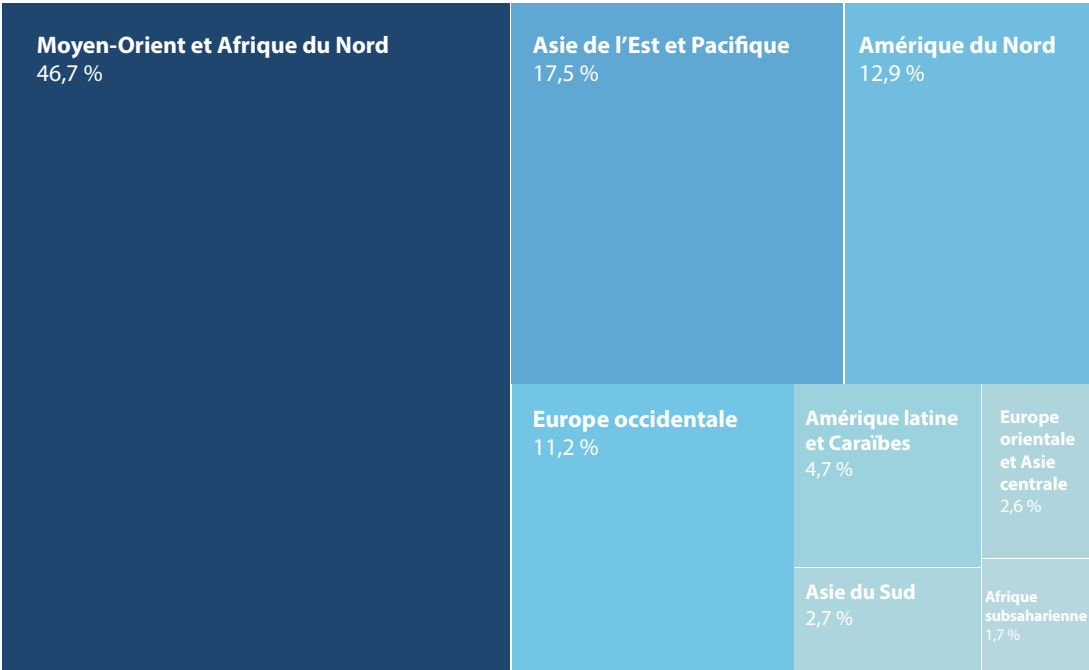 Moyen-Orient et Afrique du Nord
46,7 %
Asie de l’Est et Pacifique
17,5 %
Amérique du Nord
12,9 %
Europe occidentale
11,2 %
Amérique latine
et Caraïbes
4,7 %
Europe
orientale
et Asie
centrale
2,6 %
Asie du Sud
2,7 %
Afrique
subsaharienne
1,7 %